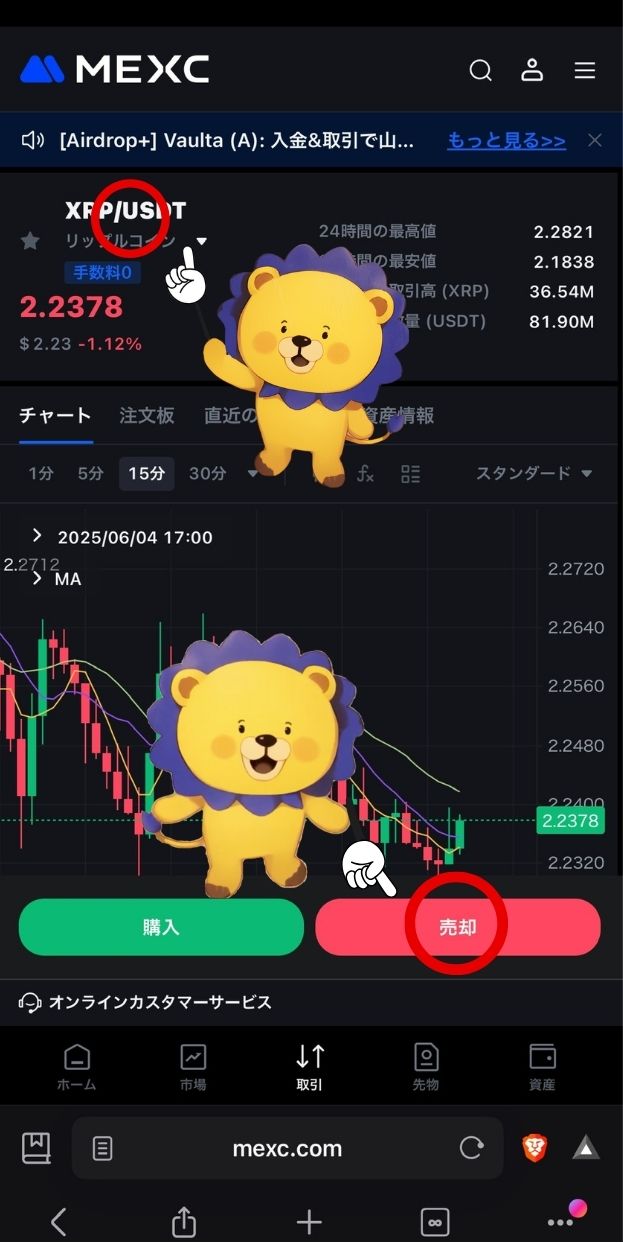 MEXC
[Airdrop+] Vaulta (A): 入金&取引で山... もっと見る>>
XRP/USDT
リップルコイン
手数料0
2.2378
$2.23 -1.12%
24時間の最高値 2.2821
時間の最安値 2.1838
取引高 (XRP) 36.54M
量 (USDT) 81.90M
チャート 注文板 直近の 資産情報
1分 5分 15分 30分 fx スタンダード
2025/06/04 17:00
2.2712
MA
2.2720
2.2640
2.2560
2.2480
2.2400
2.2378
2.2320
購入 売却
オンラインカスタマーサービス
ホーム 市場 取引 先物 資産
mexc.com